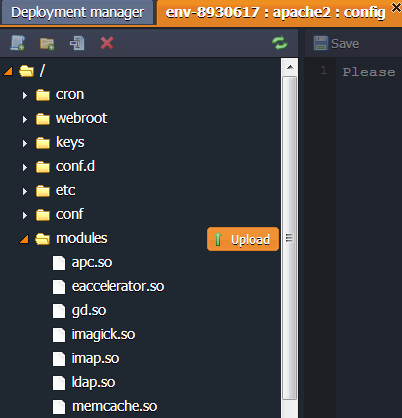 Deployment manager
env-8930617 : apache2 : config
Save
/
1 Please
cron
webroot
keys
conf.d
etc
conf
modules
Upload
apc.so
eaccelerator.so
gd.so
imagick.so
imap.so
ldap.so
memcache.so